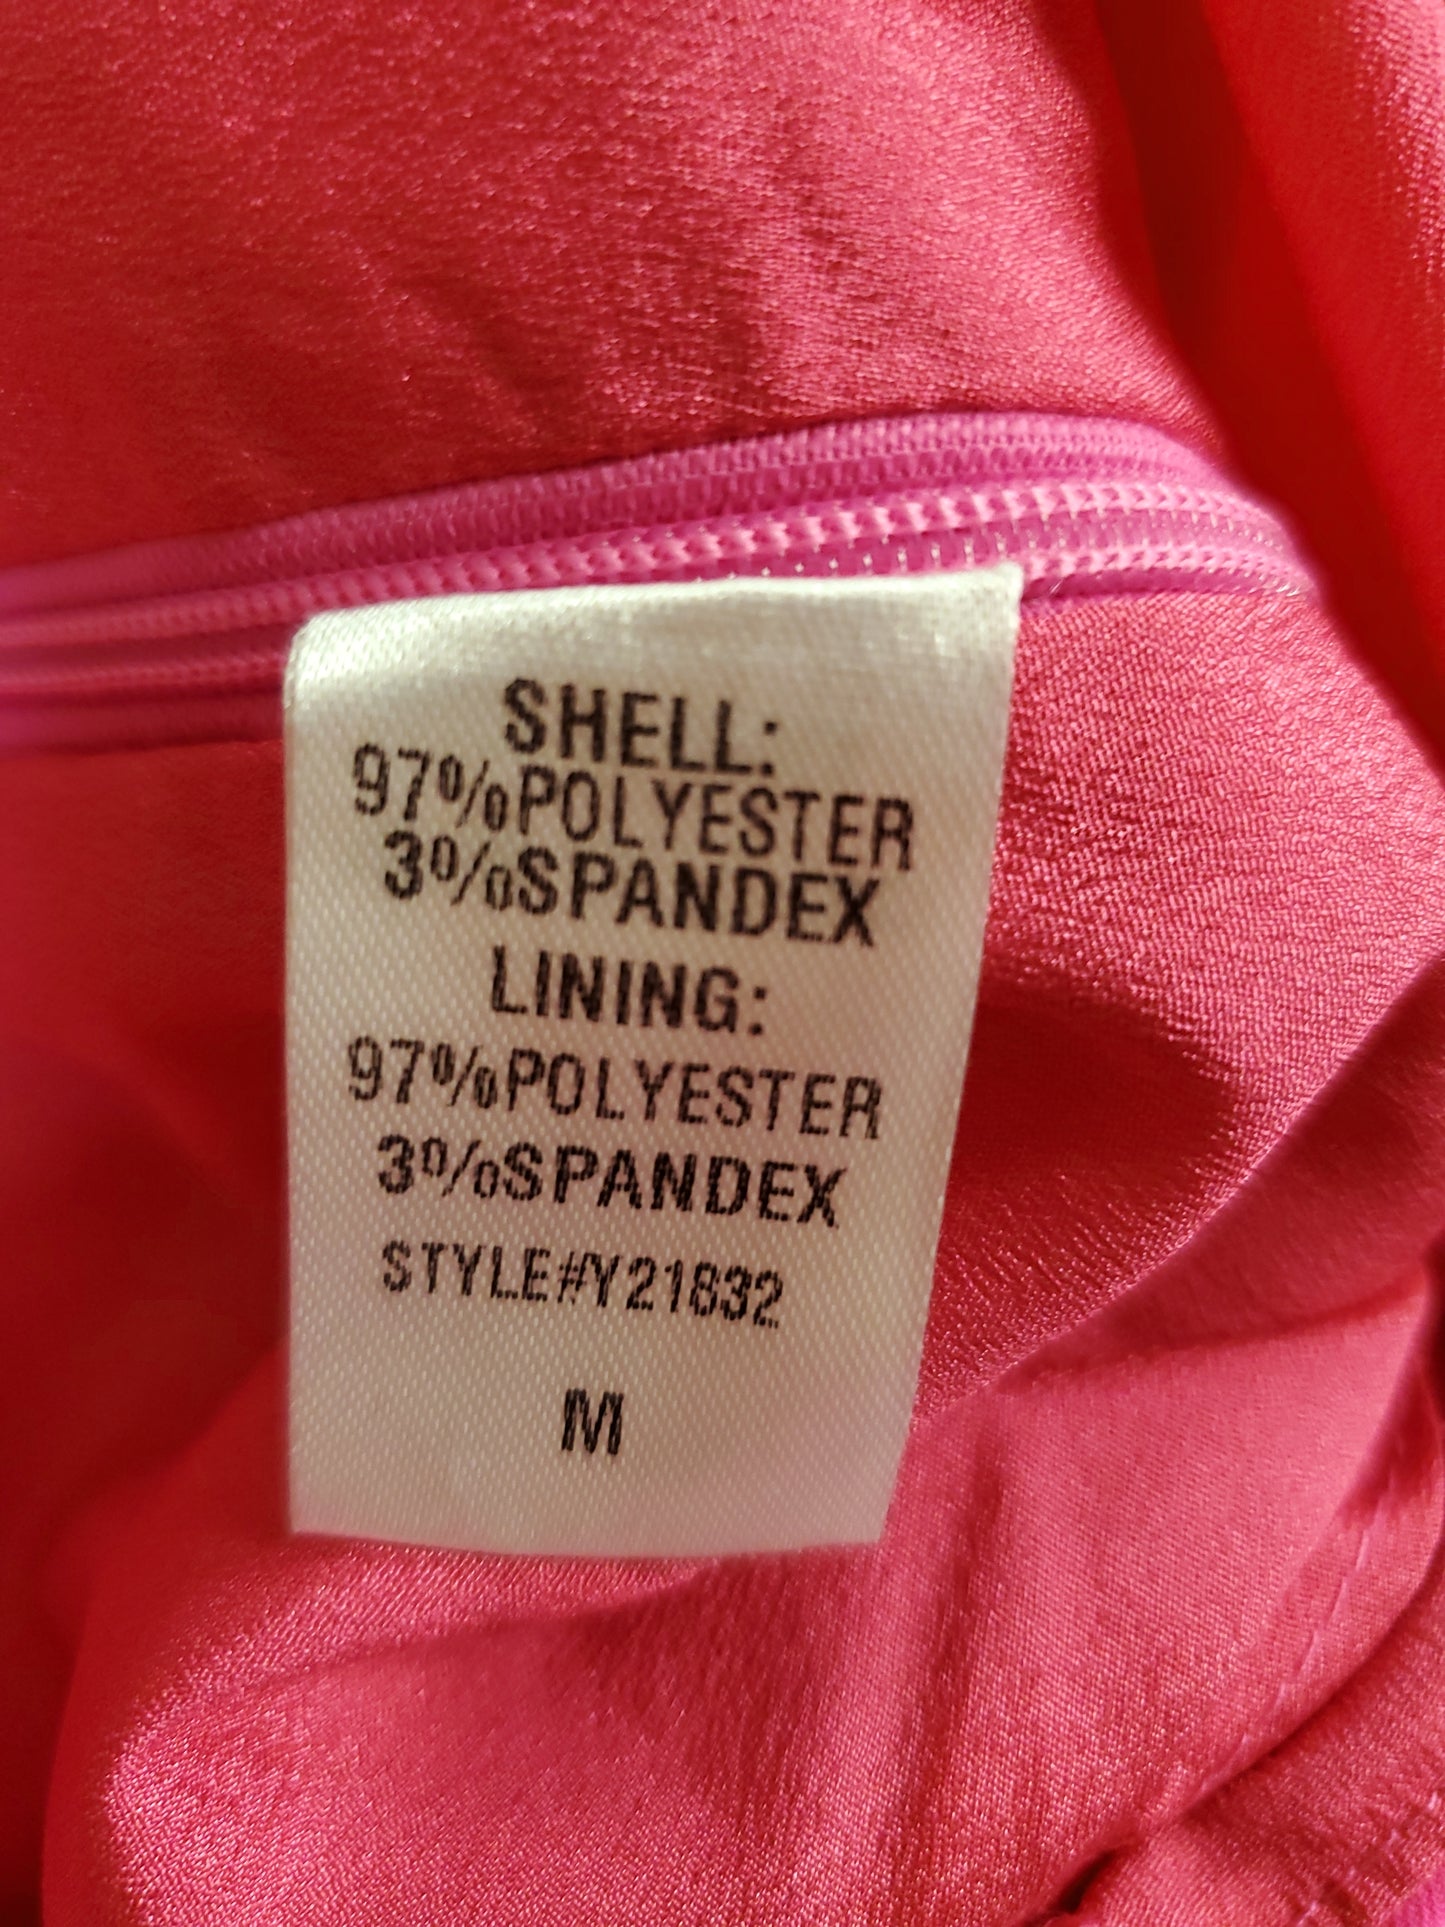 SHELL:
97%POLYESTER
3%SPANDEX
LINING:
97%POLYESTER
3%SPANDEX
STYLE#Y21832
M